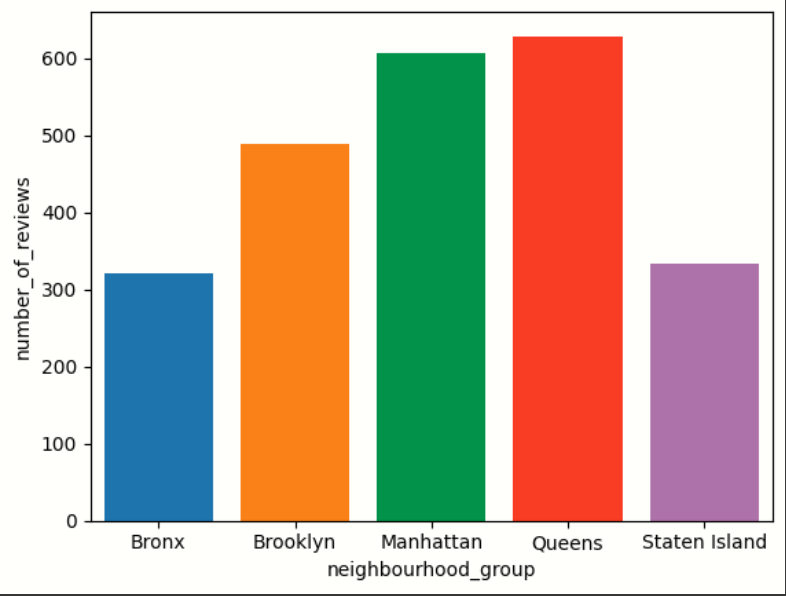 600
500
400
300
200
100
0
number_of_reviews
Bronx Brooklyn Manhattan Queens Staten Island
neighbourhood_group